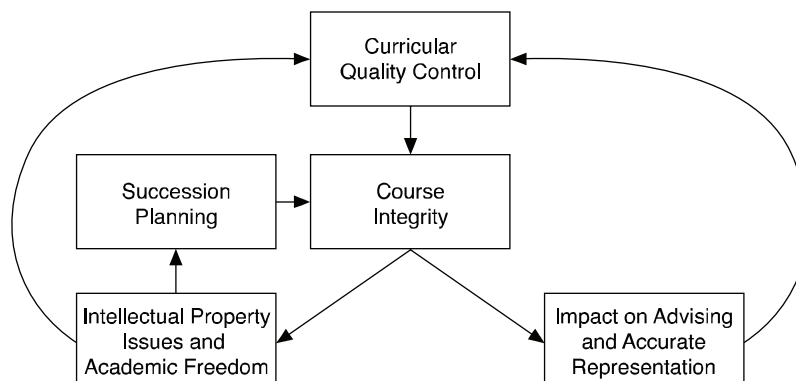 Curricular
Quality Control
Succession
Planning
Course
Integrity
Intellectual Property
Issues and
Academic Freedom
Impact on Advising
and Accurate
Representation